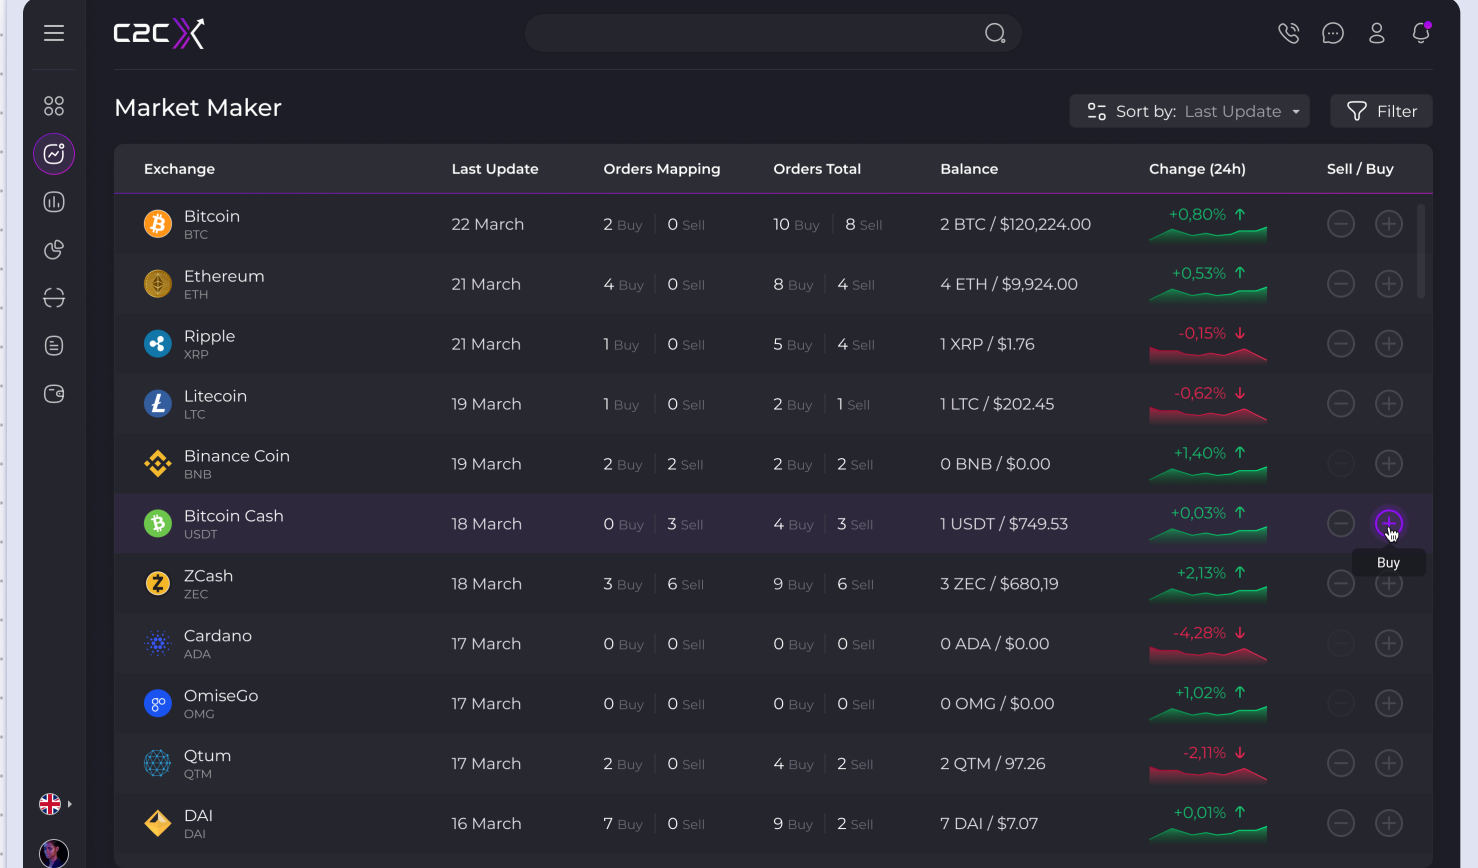 C2CX
Market Maker
Sort by: Last Update
Filter
Exchange Last Update Orders Mapping Orders Total Balance Change (24h) Sell / Buy
Bitcoin
BTC
22 March 2 Buy 0 Sell 10 Buy 8 Sell 2 BTC / $120,224.00 +0,80%
Ethereum
ETH
21 March 4 Buy 0 Sell 8 Buy 4 Sell 4 ETH / $9,924.00 +0,53%
Ripple
XRP
21 March 1 Buy 0 Sell 5 Buy 4 Sell 1 XRP / $1.76 -0,15%
Litecoin
LTC
19 March 1 Buy 0 Sell 2 Buy 1 Sell 1 LTC / $202.45 -0,62%
Binance Coin
BNB
19 March 2 Buy 2 Sell 2 Buy 2 Sell 0 BNB / $0.00 +1,40%
Bitcoin Cash
USDT
18 March 0 Buy 3 Sell 4 Buy 3 Sell 1 USDT / $749.53 +0,03%
Buy
ZCash
ZEC
18 March 3 Buy 6 Sell 9 Buy 6 Sell 3 ZEC / $680,19 +2,13%
Cardano
ADA
17 March 0 Buy 0 Sell 0 Buy 0 Sell 0 ADA / $0.00 -4,28%
OmiseGo
OMG
17 March 0 Buy 0 Sell 0 Buy 0 Sell 0 OMG / $0.00 +1,02%
go
Qtum
QTM
17 March 2 Buy 0 Sell 4 Buy 2 Sell 2 QTM / 97.26 -2,11%
DAI
DAI
16 March 7 Buy 0 Sell 9 Buy 2 Sell 7 DAI / $7.07 +0,01%